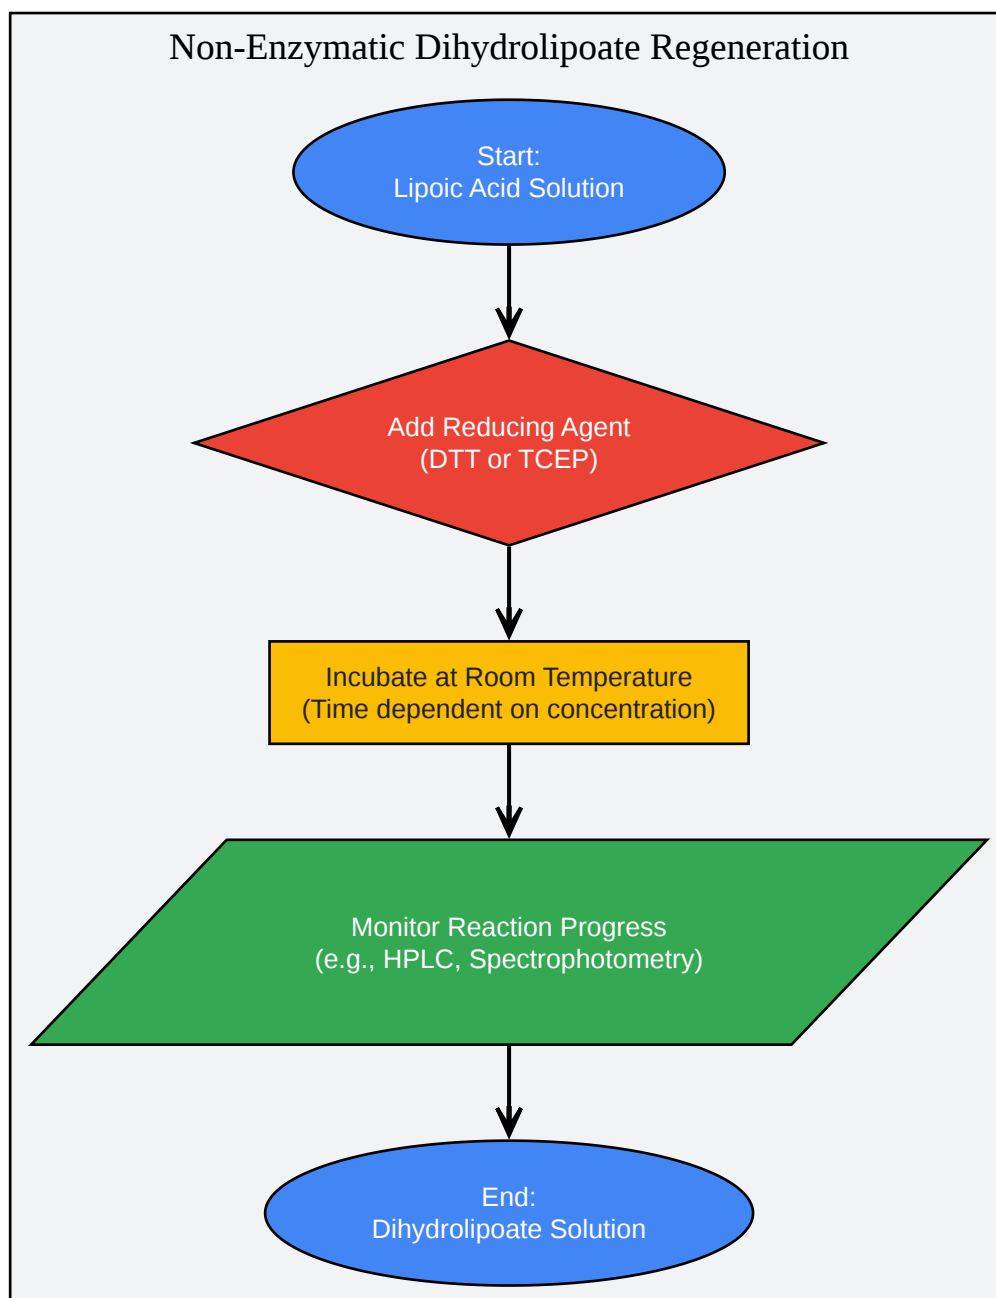 Non-Enzymatic Dihydrolipoate Regeneration
Start:
Lipoic Acid Solution
Add Reducing Agent
(DTT or TCEP)
Incubate at Room Temperature
(Time dependent on concentration)
Monitor Reaction Progress
(e.g., HPLC, Spectrophotometry)
End:
Dihydrolipoate Solution